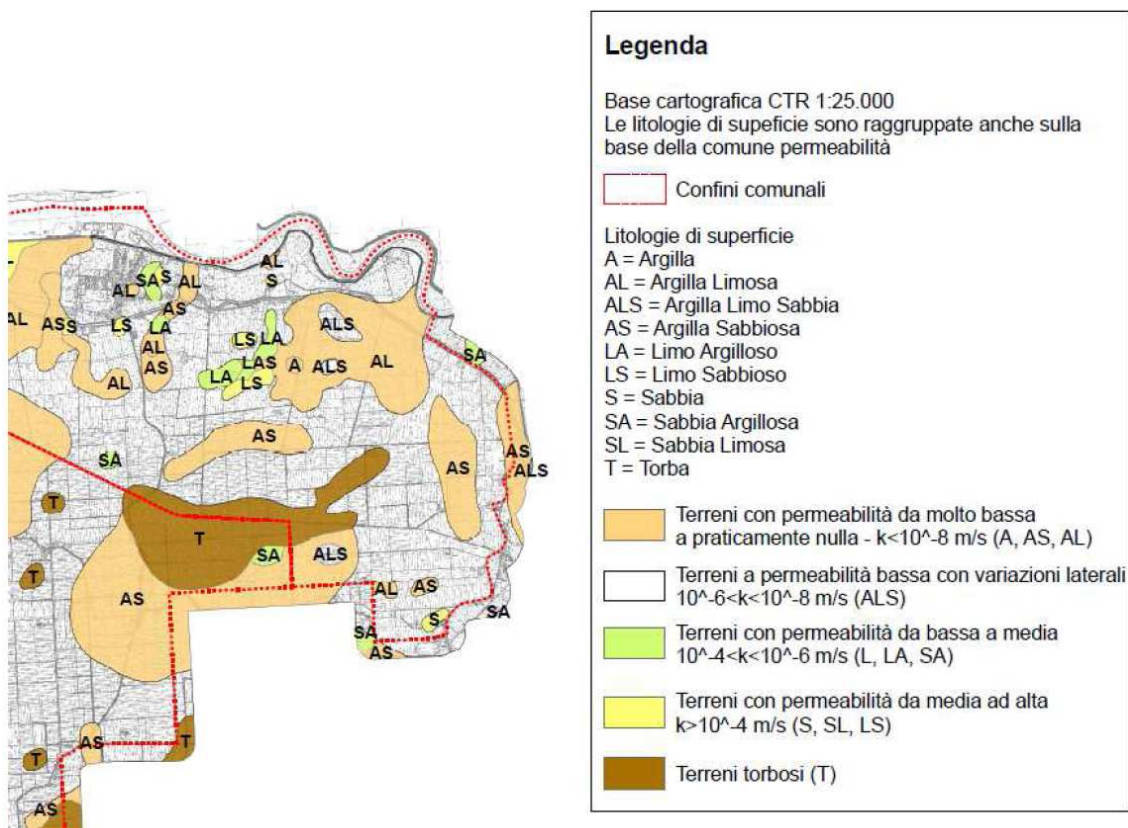 Legenda
Base cartografica CTR 1:25.000
Le litologie di supeficie sono raggruppate anche sulla
base della comune permeabilità
Confini comunali
Litologie di superficie
A = Argilla
AL = Argilla Limosa
ALS = Argilla Limo Sabbia
AS = Argilla Sabbiosa
LA = Limo Argilloso
LS = Limo Sabbioso
S = Sabbia
SA = Sabbia Argillosa
SL = Sabbia Limosa
T = Torba
Terreni con permeabilità da molto bassa
a praticamente nulla - k<10^-8 m/s (A, AS, AL)
Terreni a permeabilità bassa con variazioni laterali
10^-6<k<10^-8 m/s (ALS)
Terreni con permeabilità da bassa a media
10^-4<k<10^-6 m/s (L, LA, SA)
Terreni con permeabilità da media ad alta
k>10^-4 m/s (S, SL, LS)
Terreni torbosi (T)
AL
S
SA S
AL
AL
AS
AL
AS S
LS
LA
ALS
LS
LA
AL
AS
LAS
A
ALS
AL
SA
AL
LA
LS
AS
AS
AS
ALS
SA
T
T
SA
ALS
T
AS
AL
AS
S
SA
SA
AS
AS
T
T
AS